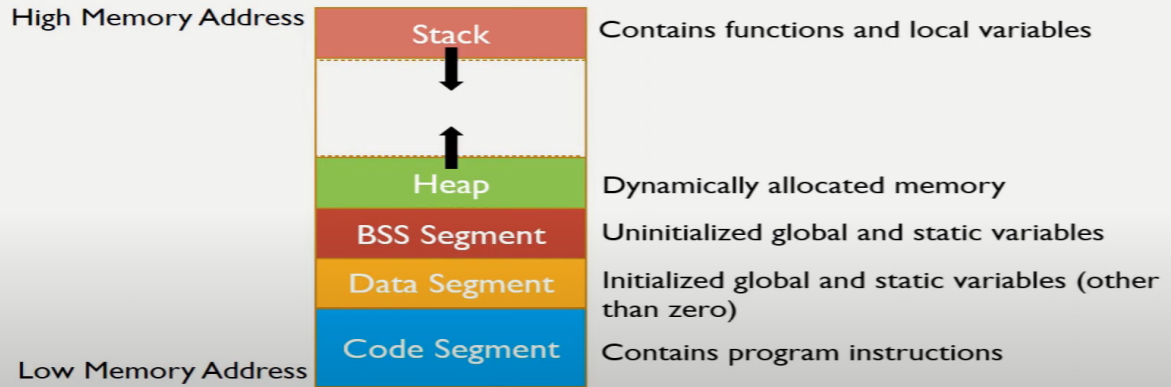 High Memory Address
Stack
Contains functions and local variables
Heap
Dynamically allocated memory
BSS Segment
Uninitialized global and static variables
Data Segment
Initialized global and static variables (other
than zero)
Code Segment
Contains program instructions
Low Memory Address